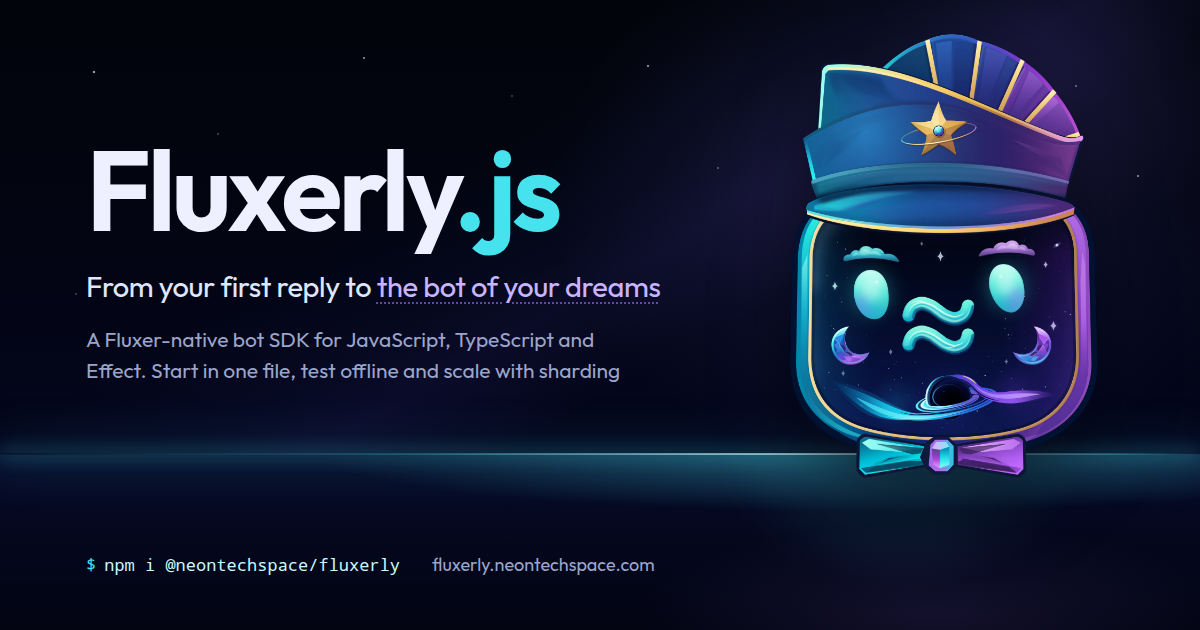 Fluxerly.js
From your first reply to the bot of your dreams
A Fluxer-native bot SDK for JavaScript, TypeScript and
Effect. Start in one file, test offline and scale with sharding
$ npm i @neontechspace/fluxerly fluxerly.neontechspace.com